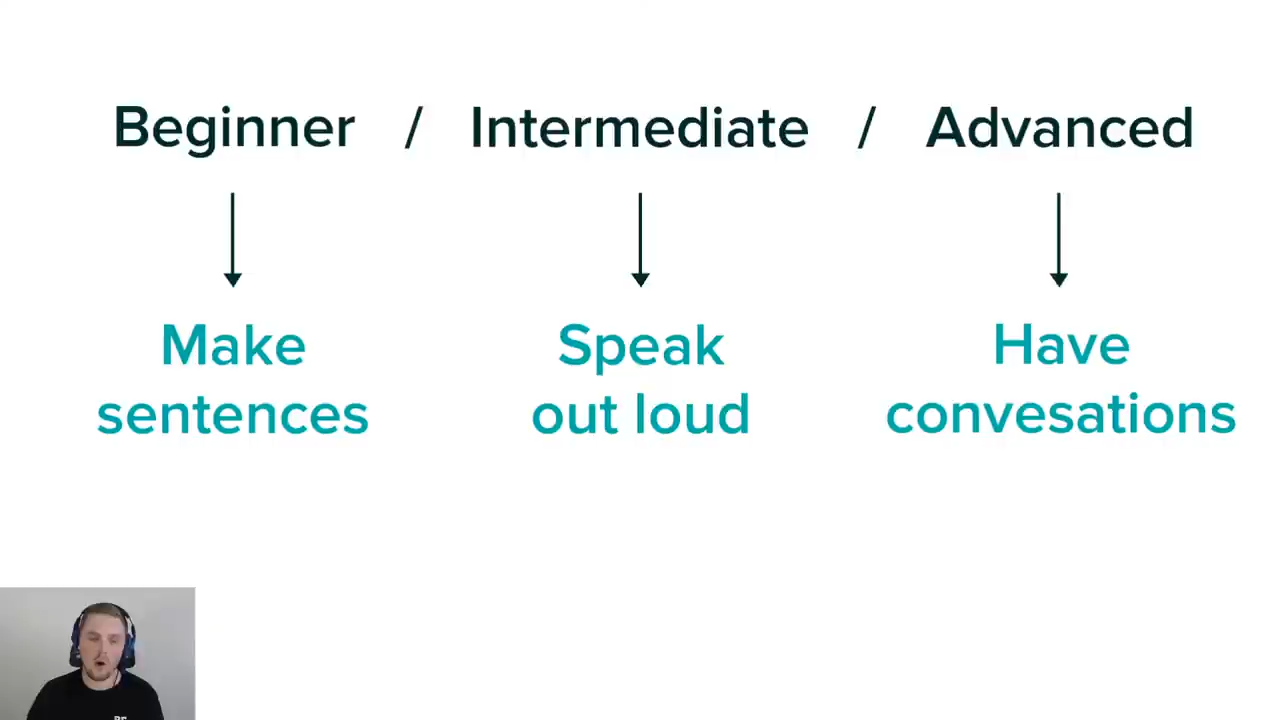 Beginner / Intermediate / Advanced
Make sentences
Speak out loud
Have convesations